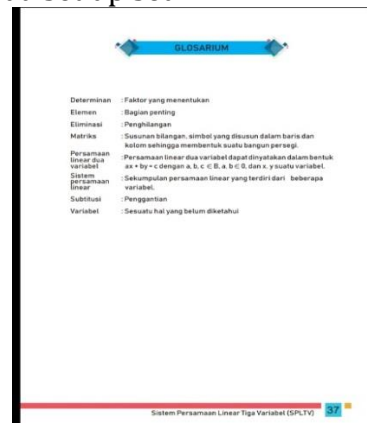 GLOSARIUM
Determinan : Faktor yang menentukan
Elemen : Bagian penting
Eliminasi : Penghilangan
Matriks : Susunan bilangan, simbol yang disusun dalam baris dan
kolom sehingga membentuk suatu bangun persegi.
Persamaan linear dua variabel : Persamaan linear dua variabel dapat dinyatakan dalam bentuk
ax + by = c dengan a, b, c ∈ R, a, b ≠ 0, dan x, y suatu variabel.
Sistem persamaan linear : Sekumpulan persamaan linear yang terdiri dari beberapa
variabel.
Subtitusi : Penggantian
Variabel : Sesuatu hal yang belum diketahui
Sistem Persamaan Linear Tiga Variabel (SPLTV) 37